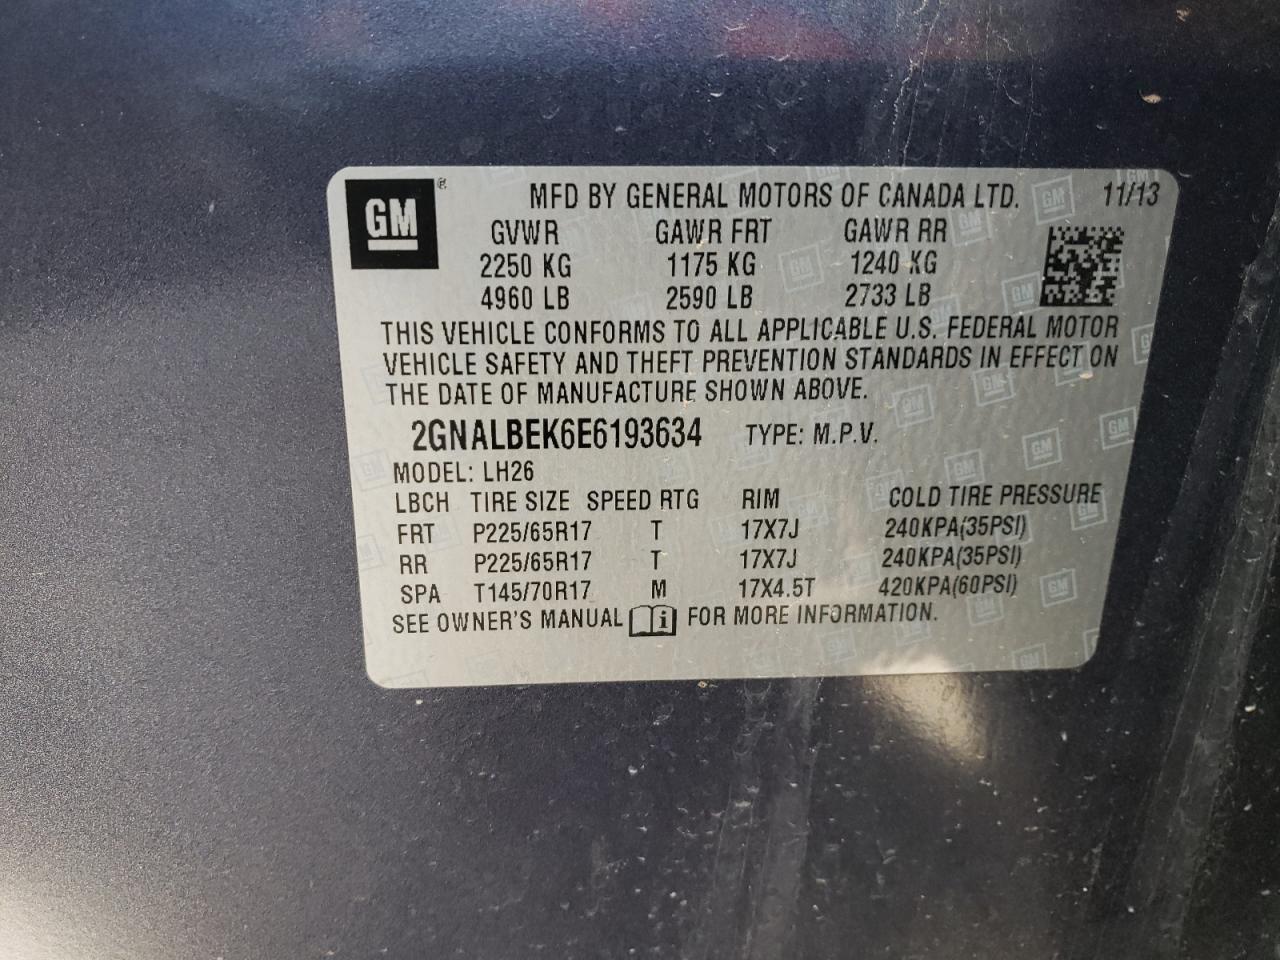 GM ® MFD BY GENERAL MOTORS OF CANADA LTD. 11/13
GVWR GAWR FRT GAWR RR
2250 KG 1175 KG 1240 KG
4960 LB 2590 LB 2733 LB
THIS VEHICLE CONFORMS TO ALL APPLICABLE U.S. FEDERAL MOTOR
VEHICLE SAFETY AND THEFT PREVENTION STANDARDS IN EFFECT ON
THE DATE OF MANUFACTURE SHOWN ABOVE.
2GNALBEK6E6193634 TYPE: M.P.V.
MODEL: LH26
LBCH TIRE SIZE SPEED RTG RIM COLD TIRE PRESSURE
FRT P225/65R17 T 17X7J 240KPA(35PSI)
RR P225/65R17 T 17X7J 240KPA(35PSI)
SPA T145/70R17 M 17X4.5T 420KPA(60PSI)
SEE OWNER'S MANUAL i FOR MORE INFORMATION.